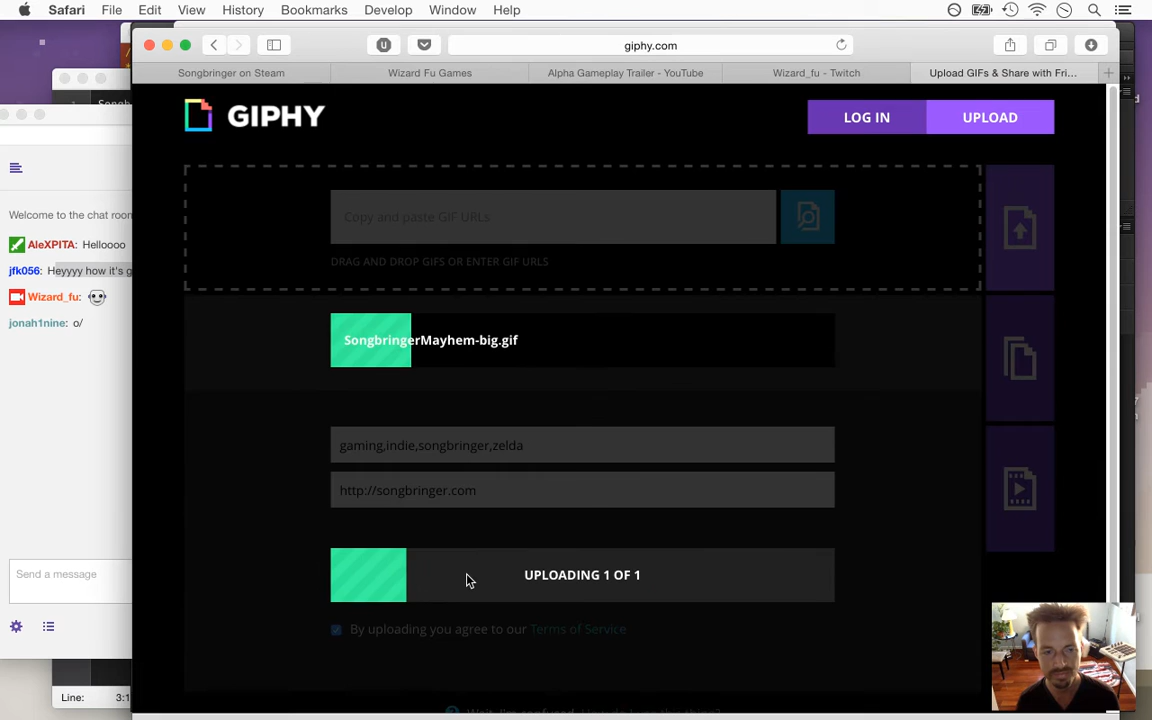 Safari File Edit View History Bookmarks Develop Window Help
giphy.com
Songbringer on Steam
Wizard Fu Games
Alpha Gameplay Trailer - YouTube
Wizard_fu - Twitch
Upload GIFs & Share with Fri...
GIPHY
LOG IN
UPLOAD
Copy and paste GIF URLs
DRAG AND DROP GIFS OR ENTER GIF URLS
SongbringerMayhem-big.gif
gaming,indie,songbringer,zelda
http://songbringer.com
UPLOADING 1 OF 1
By uploading you agree to our Terms of Service
Welcome to the chat room
AleXPITA: Helloooo
jfk056: Heyyyy how it's g
Wizard_fu:
jonah1nine: o/
Send a message
Line: 3:1